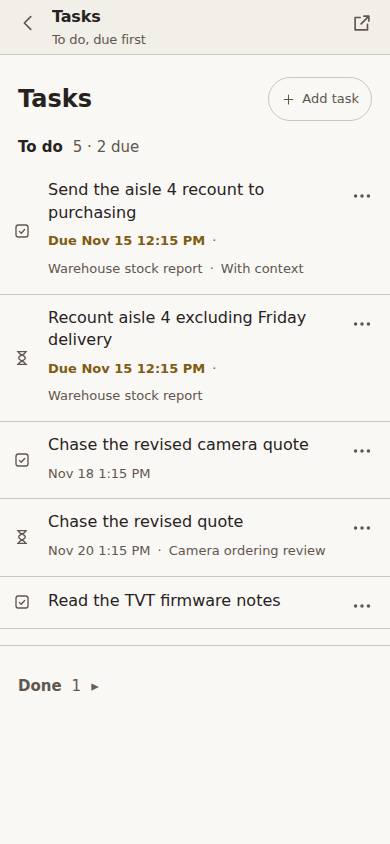 Tasks
To do, due first
Tasks
Add task
To do 5 · 2 due
Send the aisle 4 recount to
purchasing
Due Nov 15 12:15 PM ·
Warehouse stock report · With context
Recount aisle 4 excluding Friday
delivery
Due Nov 15 12:15 PM ·
Warehouse stock report
Chase the revised camera quote
Nov 18 1:15 PM
Chase the revised quote
Nov 20 1:15 PM · Camera ordering review
Read the TVT firmware notes
Done 1 ▸